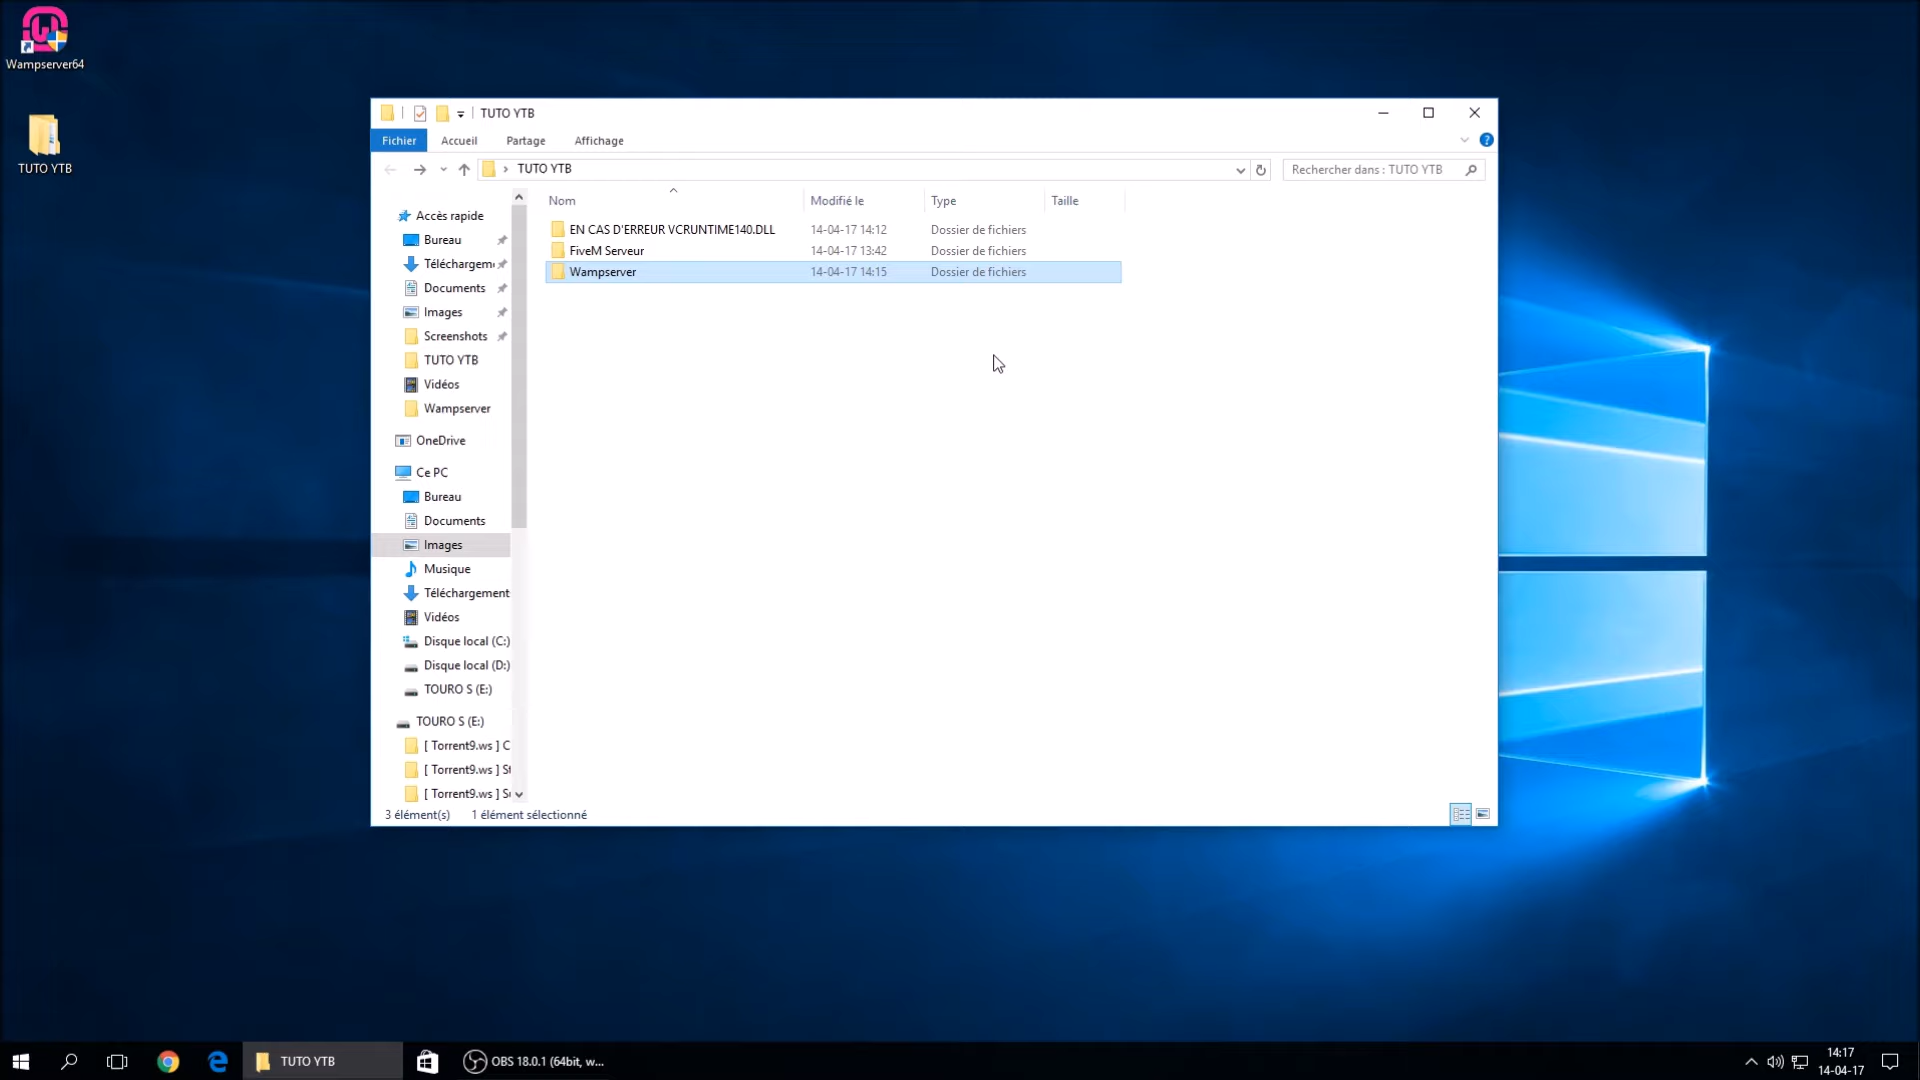 Wampserver64
TUTO YTB
TUTO YTB
Fichier Accueil Partage Affichage
TUTO YTB
Rechercher dans : TUTO YTB
Nom Modifié le Type Taille
EN CAS D'ERREUR VCRUNTIME140.DLL 14-04-17 14:12 Dossier de fichiers
FiveM Serveur 14-04-17 13:42 Dossier de fichiers
Wampserver 14-04-17 14:15 Dossier de fichiers
Accès rapide
Bureau
Téléchargem
Documents
Images
Screenshots
TUTO YTB
Vidéos
Wampserver
OneDrive
Ce PC
Bureau
Documents
Images
Musique
Téléchargement
Vidéos
Disque local (C:)
Disque local (D:)
TOURO S (E:)
TOURO S (E:)
[ Torrent9.ws ] C
[ Torrent9.ws ] St
[ Torrent9.ws ] S
3 élément(s) 1 élément sélectionné
TUTO YTB
OBS 18.0.1 (64bit, w...
14:17
14-04-17